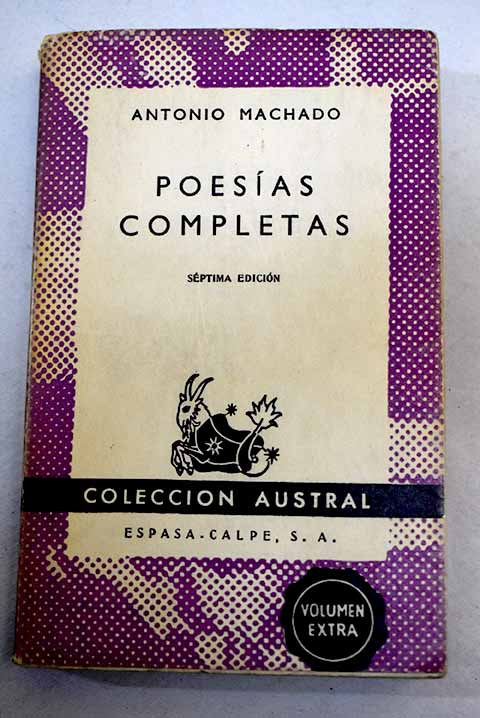 ANTONIO MACHADO
POESÍAS
COMPLETAS
SÉPTIMA EDICIÓN
COLECCION AUSTRAL
ESPASA-CALPE, S. A.
VOLUMEN
EXTRA